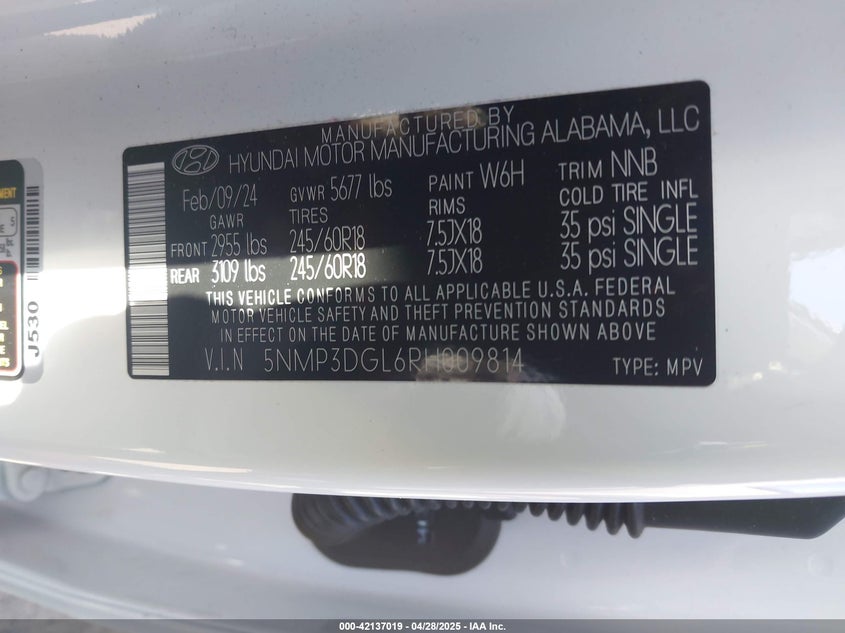 MANUFACTURED BY
HYUNDAI MOTOR MANUFACTURING ALABAMA, LLC
Feb/09/24 GVWR 5677 lbs PAINT W6H TRIM NNB
GAWR TIRES RIMS COLD TIRE INFL
FRONT 2955 lbs 245/60R18 7.5JX18 35 psi SINGLE
REAR 3109 lbs 245/60R18 7.5JX18 35 psi SINGLE
THIS VEHICLE CONFORMS TO ALL APPLICABLE U.S.A. FEDERAL
MOTOR VEHICLE SAFETY AND THEFT PREVENTION STANDARDS
IN EFFECT ON THE DATE OF MANUFACTURE SHOWN ABOVE
V.I.N 5NMP3DGL6RH009814 TYPE: MPV
J530
000-42137019 - 04/28/2025 - IAA Inc.